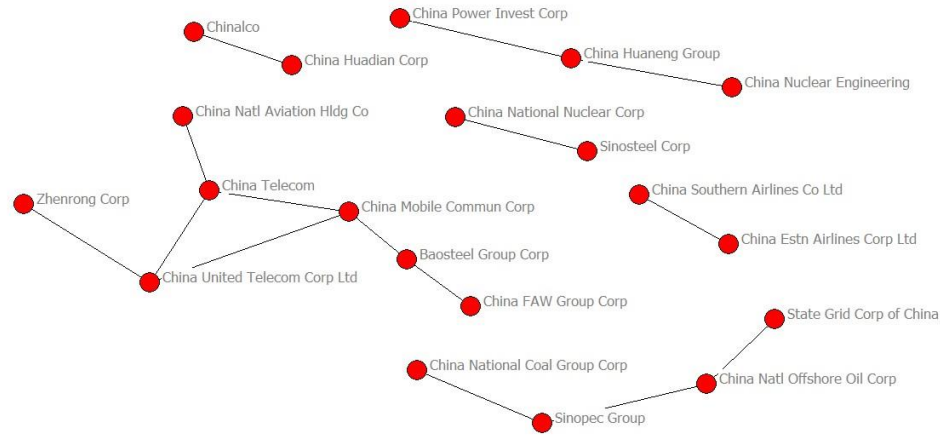 China Power Invest Corp
Chinalco
China Huaneng Group
China Huadian Corp
China Nuclear Engineering
China Natl Aviation Hldg Co
China National Nuclear Corp
Sinosteel Corp
China Telecom
China Southern Airlines Co Ltd
Zhenrong Corp
China Mobile Commun Corp
China Estn Airlines Corp Ltd
Baosteel Group Corp
China United Telecom Corp Ltd
China FAW Group Corp
State Grid Corp of China
China National Coal Group Corp
China Natl Offshore Oil Corp
Sinopec Group